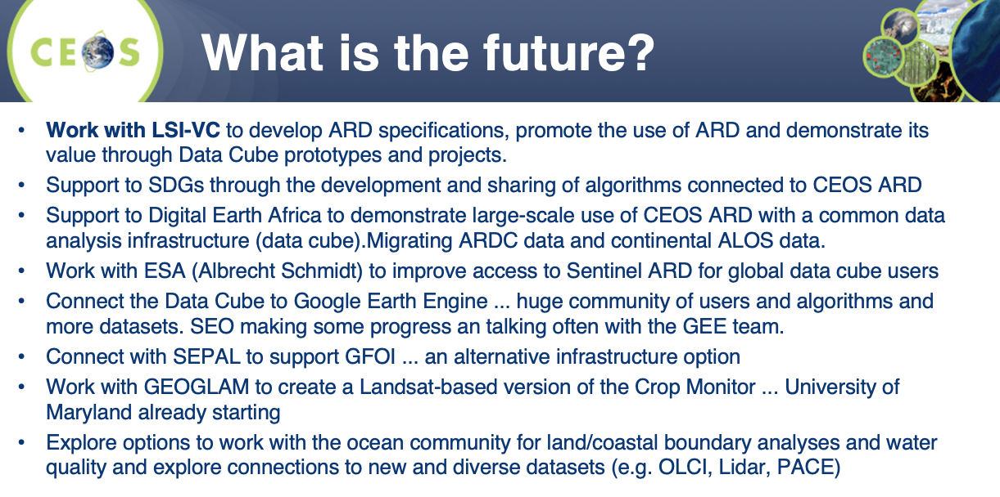 CEOS
What is the future?
• Work with LSI-VC to develop ARD specifications, promote the use of ARD and demonstrate its
value through Data Cube prototypes and projects.
• Support to SDGs through the development and sharing of algorithms connected to CEOS ARD
• Support to Digital Earth Africa to demonstrate large-scale use of CEOS ARD with a common data
analysis infrastructure (data cube).Migrating ARDC data and continental ALOS data.
• Work with ESA (Albrecht Schmidt) to improve access to Sentinel ARD for global data cube users
• Connect the Data Cube to Google Earth Engine ... huge community of users and algorithms and
more datasets. SEO making some progress an talking often with the GEE team.
• Connect with SEPAL to support GFOI ... an alternative infrastructure option
• Work with GEOGLAM to create a Landsat-based version of the Crop Monitor ... University of
Maryland already starting
• Explore options to work with the ocean community for land/coastal boundary analyses and water
quality and explore connections to new and diverse datasets (e.g. OLCI, Lidar, PACE)